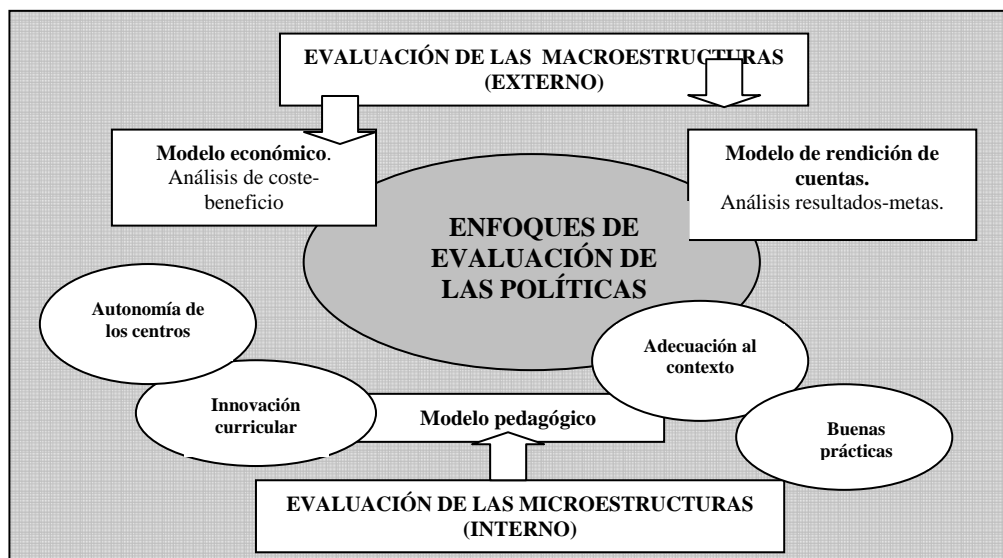 EVALUACIÓN DE LAS MACROESTRUCTURAS
(EXTERNO)
Modelo económico.
Análisis de coste-
beneficio
Modelo de rendición de
cuentas.
Análisis resultados-metas.
ENFOQUES DE
EVALUACIÓN DE
LAS POLÍTICAS
Autonomía de
los centros
Adecuación al
contexto
Innovación
curricular
Modelo pedagógico
Buenas
prácticas
EVALUACIÓN DE LAS MICROESTRUCTURAS
(INTERNO)